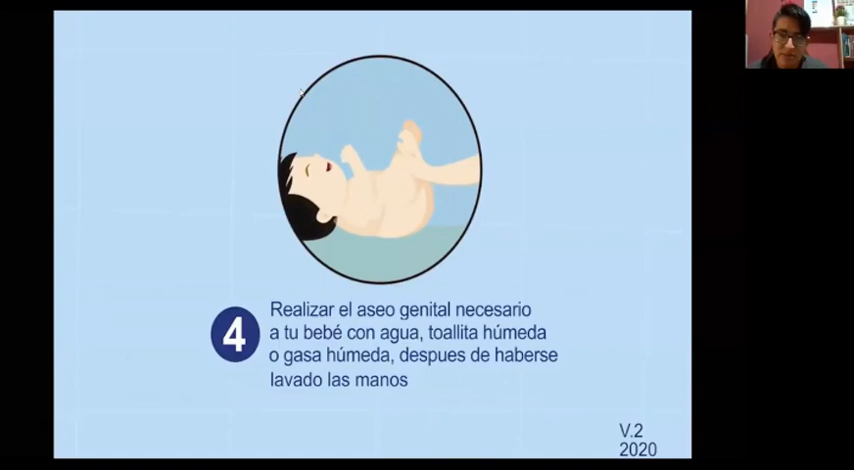 4
Realizar el aseo genital necesario
a tu bebé con agua, toallita húmeda
o gasa húmeda, despues de haberse
lavado las manos
V.2
2020